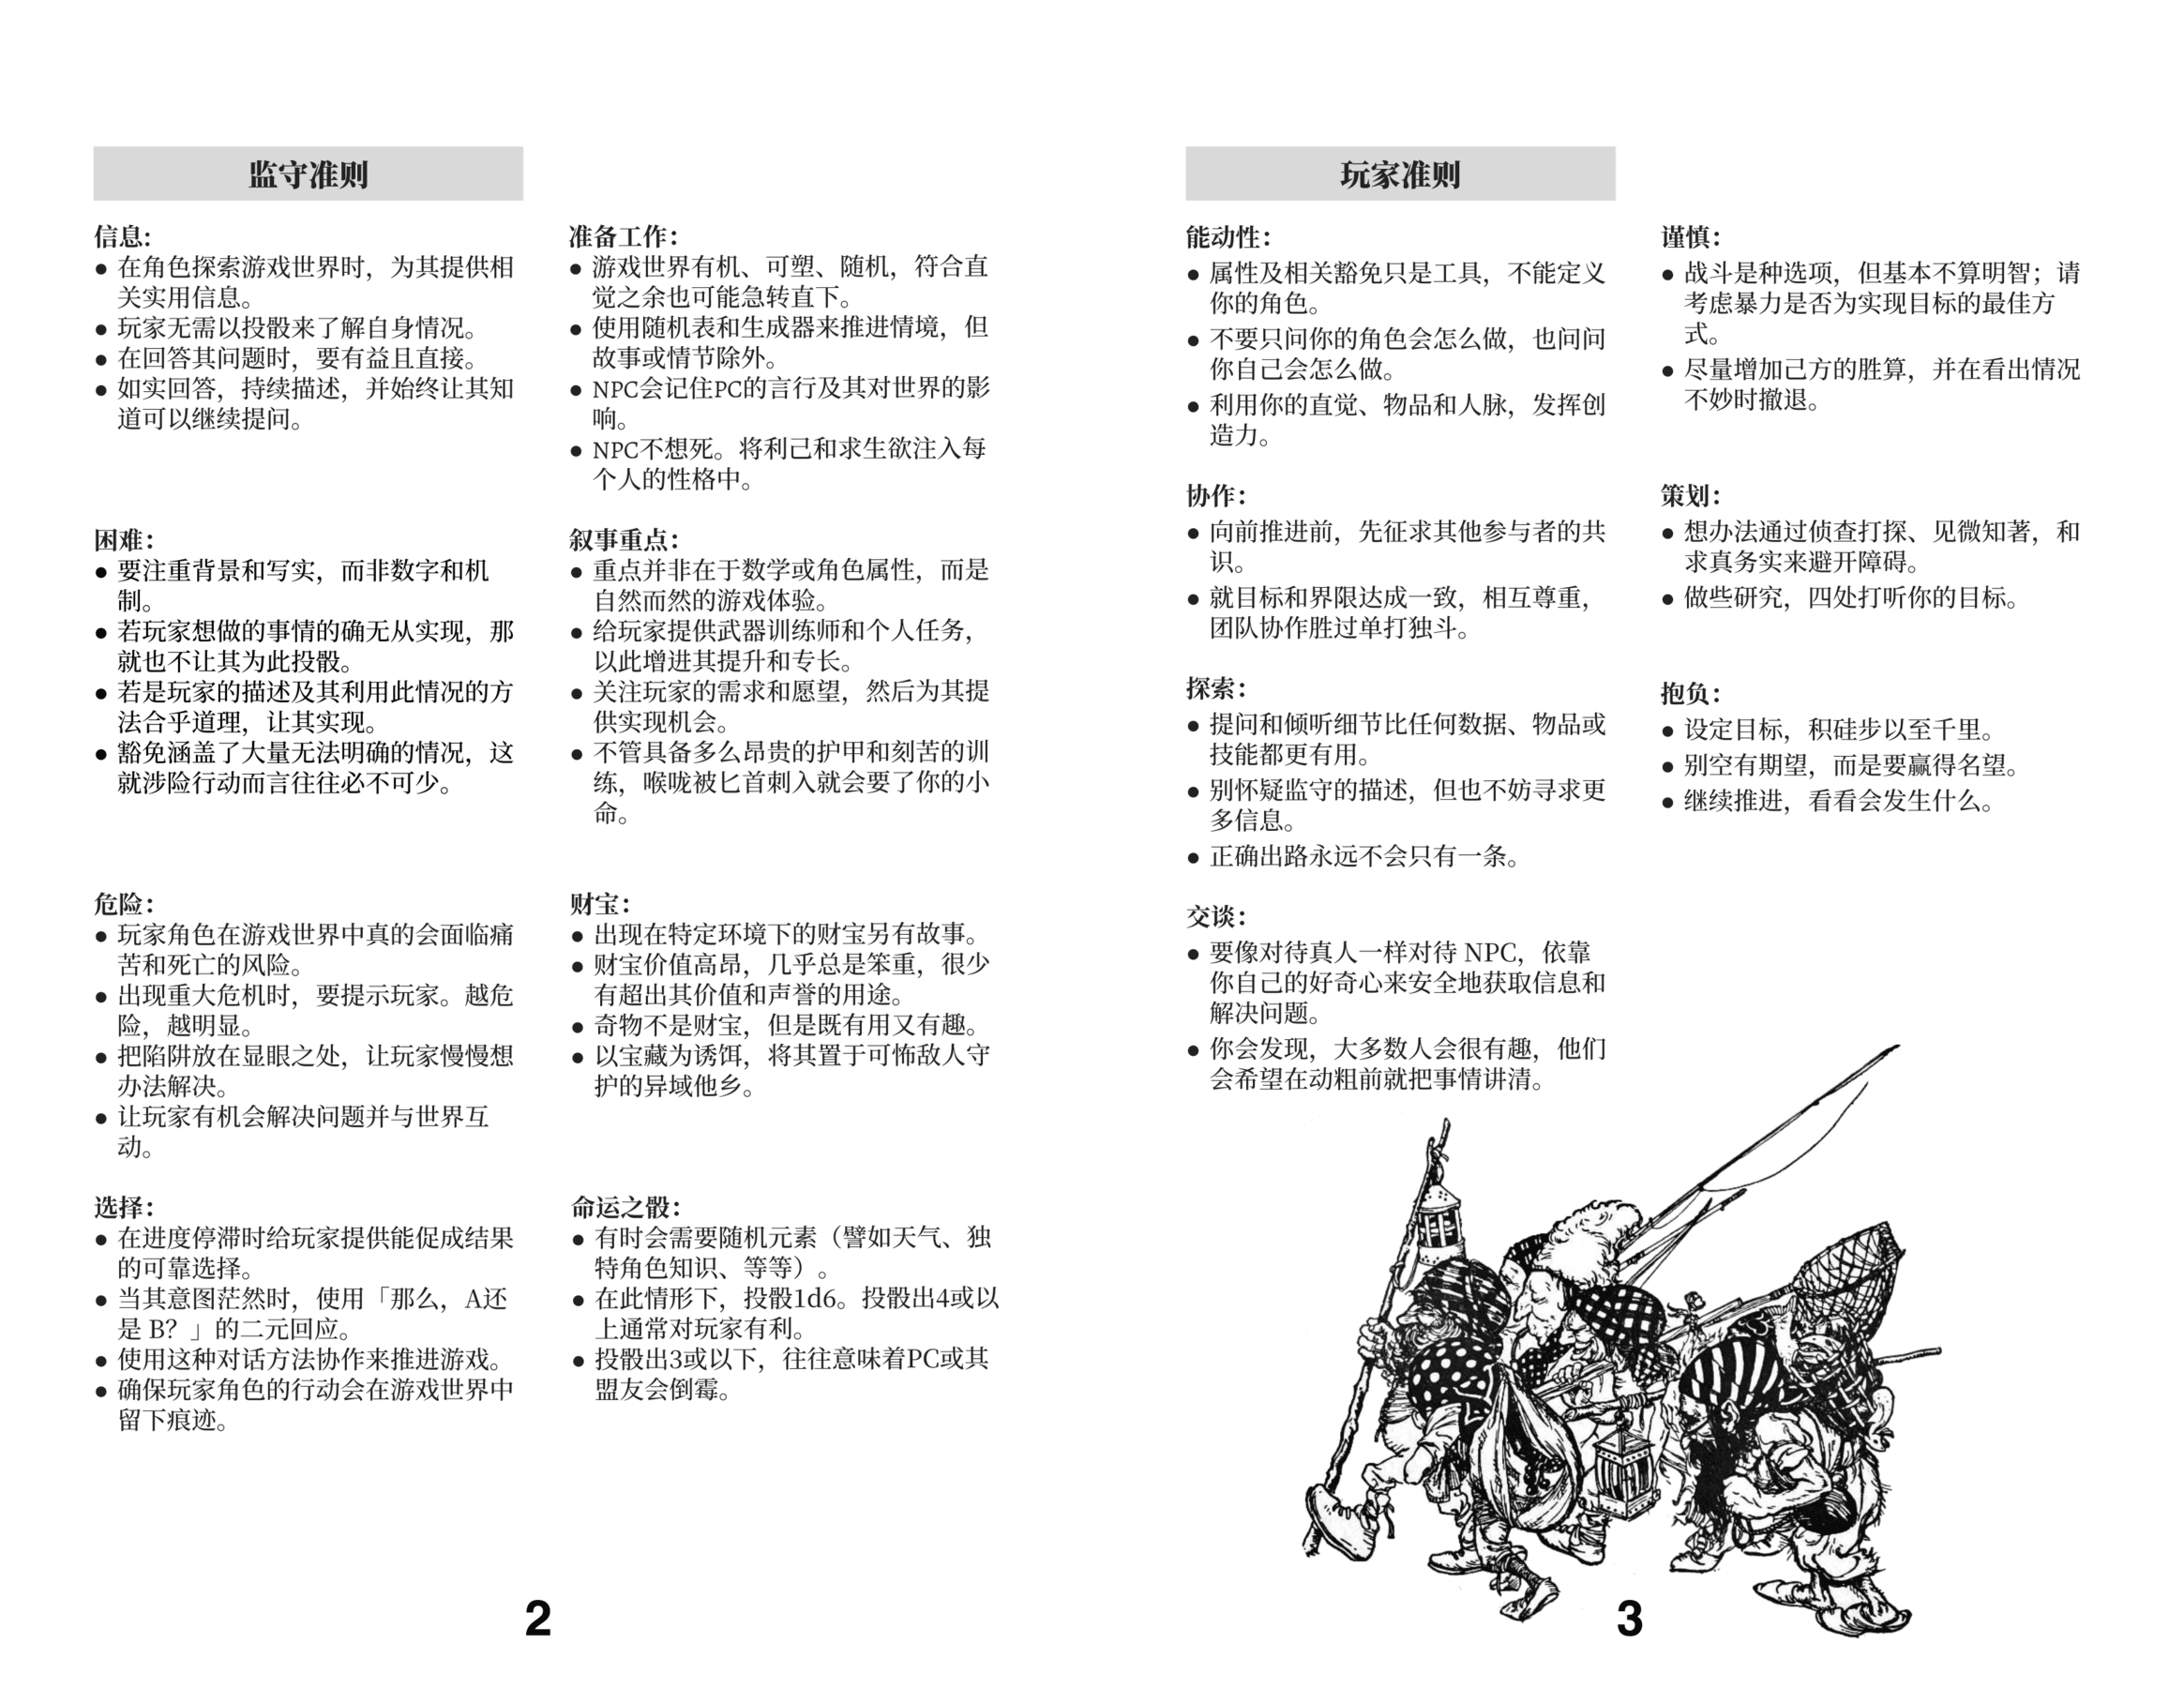 监守准则
信息：
● 在角色探索游戏世界时，为其提供相
关实用信息。
● 玩家无需以投骰来了解自身情况。
● 在回答其问题时，要有益且直接。
● 如实回答，持续描述，并始终让其知
道可以继续提问。
困难：
● 要注重背景和写实，而非数字和机
制。
● 若玩家想做的事情的确无从实现，那
就也不让其为此投骰。
● 若是玩家的描述及其利用此情况的方
法合乎道理，让其实现。
● 豁免涵盖了大量无法明确的情况，这
就涉险行动而言往往必不可少。
危险：
● 玩家角色在游戏世界中真的会面临痛
苦和死亡的风险。
● 出现重大危机时，要提示玩家。越危
险，越明显。
● 把陷阱放在显眼之处，让玩家慢慢想
办法解决。
● 让玩家有机会解决问题并与世界互
动。
选择：
● 在进度停滞时给玩家提供能促成结果
的可靠选择。
● 当其意图茫然时，使用「那么，A还
是 B？」的二元回应。
● 使用这种对话方法协作来推进游戏。
● 确保玩家角色的行动会在游戏世界中
留下痕迹。
准备工作：
● 游戏世界有机、可塑、随机，符合直
觉之余也可能急转直下。
● 使用随机表和生成器来推进情境，但
故事或情节除外。
● NPC会记住PC的言行及其对世界的影
响。
● NPC不想死。将利己和求生欲注入每
个人的性格中。
叙事重点：
● 重点并非在于数学或角色属性，而是
自然而然的游戏体验。
● 给玩家提供武器训练师和个人任务，
以此增进其提升和专长。
● 关注玩家的需求和愿望，然后为其提
供实现机会。
● 不管具备多么昂贵的护甲和刻苦的训
练，喉咙被匕首刺入就会要了你的小
命。
财宝：
● 出现在特定环境下的财宝另有故事。
● 财宝价值高昂，几乎总是笨重，很少
有超出其价值和声誉的用途。
● 奇物不是财宝，但是既有用又有趣。
● 以宝藏为诱饵，将其置于可怖敌人守
护的异域他乡。
命运之骰：
● 有时会需要随机元素（譬如天气、独
特角色知识、等等）。
● 在此情形下，投骰1d6。投骰出4或以
上通常对玩家有利。
● 投骰出3或以下，往往意味着PC或其
盟友会倒霉。
2
玩家准则
能动性：
● 属性及相关豁免只是工具，不能定义
你的角色。
● 不要只问你的角色会怎么做，也问问
你自己会怎么做。
● 利用你的直觉、物品和人脉，发挥创
造力。
协作：
● 向前推进前，先征求其他参与者的共
识。
● 就目标和界限达成一致，相互尊重，
团队协作胜过单打独斗。
探索：
● 提问和倾听细节比任何数据、物品或
技能都更有用。
● 别怀疑监守的描述，但也不妨寻求更
多信息。
● 正确出路永远不会只有一条。
交谈：
● 要像对待真人一样对待 NPC，依靠
你自己的好奇心来安全地获取信息和
解决问题。
● 你会发现，大多数人会很有趣，他们
会希望在动粗前就把事情讲清。
谨慎：
● 战斗是种选项，但基本不算明智；请
考虑暴力是否为实现目标的最佳方
式。
● 尽量增加己方的胜算，并在看出情况
不妙时撤退。
策划：
● 想办法通过侦查打探、见微知著，和
求真务实来避开障碍。
● 做些研究，四处打听你的目标。
抱负：
● 设定目标，积硅步以至千里。
● 别空有期望，而是要赢得名望。
● 继续推进，看看会发生什么。
3